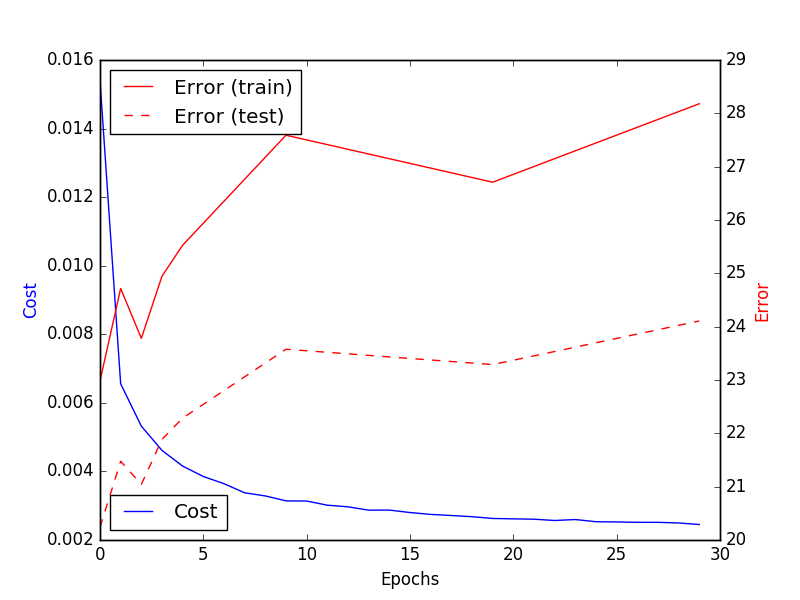 0.016
0.014
0.012
0.010
0.008
0.006
0.004
0.002
Cost
Error (train)
Error (test)
Cost
0 5 10 15 20 25 30
Epochs
29
28
27
26
25
24
23
22
21
20
Error